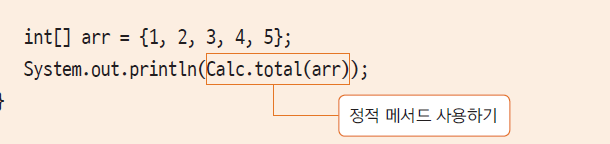 int[] arr = {1, 2, 3, 4, 5};
System.out.println(Calc.total(arr));
정적 메서드 사용하기
}